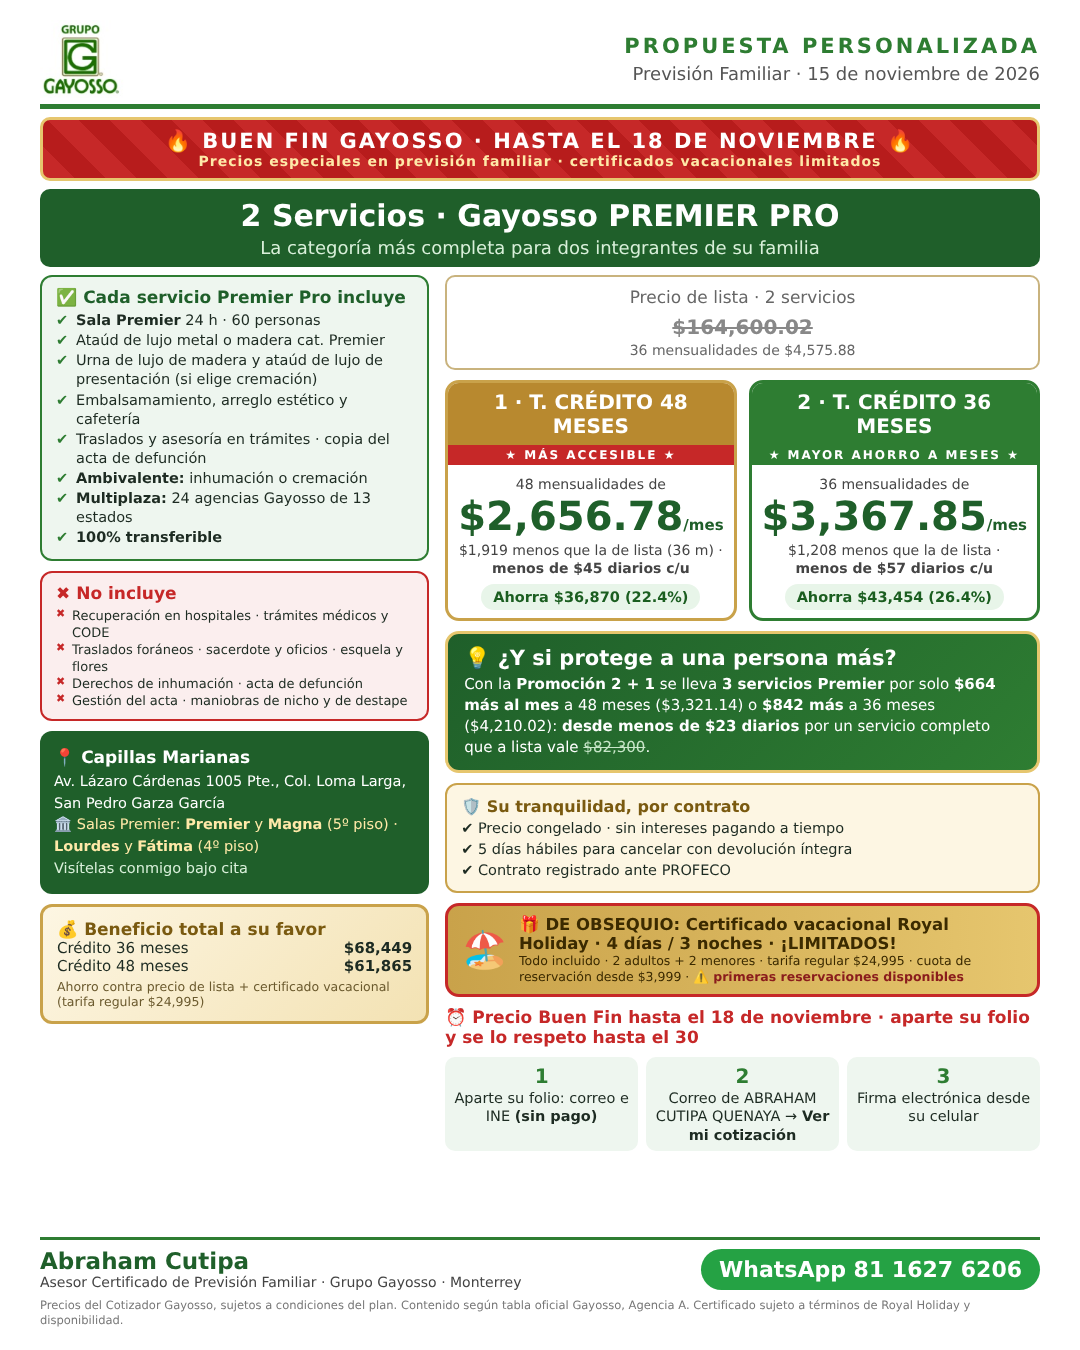 GRUPO
G
GAYOSSO
PROPUESTA PERSONALIZADA
Previsión Familiar · 15 de noviembre de 2026
🔥 BUEN FIN GAYOSSO · HASTA EL 18 DE NOVIEMBRE 🔥
Precios especiales en previsión familiar · certificados vacacionales limitados
2 Servicios · Gayosso PREMIER PRO
La categoría más completa para dos integrantes de su familia
✅ Cada servicio Premier Pro incluye
✔ Sala Premier 24 h · 60 personas
✔ Ataúd de lujo metal o madera cat. Premier
✔ Urna de lujo de madera y ataúd de lujo de
presentación (si elige cremación)
✔ Embalsamamiento, arreglo estético y
cafetería
✔ Traslados y asesoría en trámites · copia del
acta de defunción
✔ Ambivalente: inhumación o cremación
✔ Multiplaza: 24 agencias Gayosso de 13
estados
✔ 100% transferible
✖ No incluye
✖ Recuperación en hospitales · trámites médicos y
CODE
✖ Traslados foráneos · sacerdote y oficios · esquela y
flores
✖ Derechos de inhumación · acta de defunción
✖ Gestión del acta · maniobras de nicho y de destape
📍 Capillas Marianas
Av. Lázaro Cárdenas 1005 Pte., Col. Loma Larga,
San Pedro Garza García
🏛️ Salas Premier: Premier y Magna (5º piso) ·
Lourdes y Fátima (4º piso)
Visítelas conmigo bajo cita
💰 Beneficio total a su favor
Crédito 36 meses $68,449
Crédito 48 meses $61,865
Ahorro contra precio de lista + certificado vacacional
(tarifa regular $24,995)
Precio de lista · 2 servicios
$164,600.02
36 mensualidades de $4,575.88
1 · T. CRÉDITO 48
MESES
★ MÁS ACCESIBLE ★
48 mensualidades de
$2,656.78/mes
$1,919 menos que la de lista (36 m) ·
menos de $45 diarios c/u
Ahorra $36,870 (22.4%)
2 · T. CRÉDITO 36
MESES
★ MAYOR AHORRO A MESES ★
36 mensualidades de
$3,367.85/mes
$1,208 menos que la de lista ·
menos de $57 diarios c/u
Ahorra $43,454 (26.4%)
💡 ¿Y si protege a una persona más?
Con la Promoción 2 + 1 se lleva 3 servicios Premier por solo $664
más al mes a 48 meses ($3,321.14) o $842 más a 36 meses
($4,210.02): desde menos de $23 diarios por un servicio completo
que a lista vale $82,300.
🛡️ Su tranquilidad, por contrato
✔ Precio congelado · sin intereses pagando a tiempo
✔ 5 días hábiles para cancelar con devolución íntegra
✔ Contrato registrado ante PROFECO
🎁 DE OBSEQUIO: Certificado vacacional Royal
Holiday · 4 días / 3 noches · ¡LIMITADOS!
Todo incluido · 2 adultos + 2 menores · tarifa regular $24,995 · cuota de
reservación desde $3,999 · ⚠️ primeras reservaciones disponibles
⏰ Precio Buen Fin hasta el 18 de noviembre · aparte su folio
y se lo respeto hasta el 30
1
Aparte su folio: correo e
INE (sin pago)
2
Correo de ABRAHAM
CUTIPA QUENAYA → Ver
mi cotización
3
Firma electrónica desde
su celular
Abraham Cutipa
Asesor Certificado de Previsión Familiar · Grupo Gayosso · Monterrey
WhatsApp 81 1627 6206
Precios del Cotizador Gayosso, sujetos a condiciones del plan. Contenido según tabla oficial Gayosso, Agencia A. Certificado sujeto a términos de Royal Holiday y
disponibilidad.